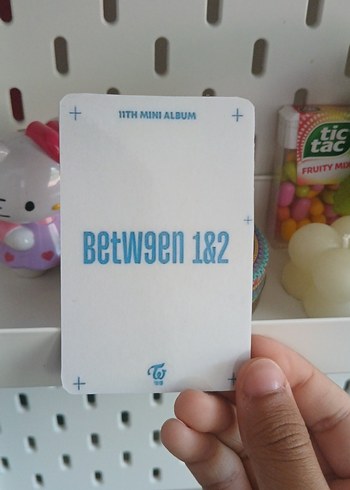 11TH MINI ALBUM
BetW9en 1&2
tic
tac
FRUITY MIX